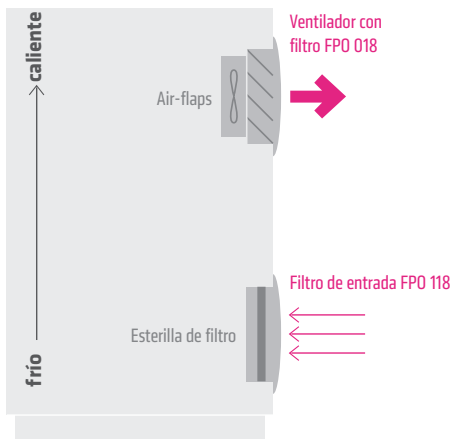 caliente
frío
Ventilador con
filtro FPO 018
Air-flaps
Filtro de entrada FPO 118
Esterilla de filtro